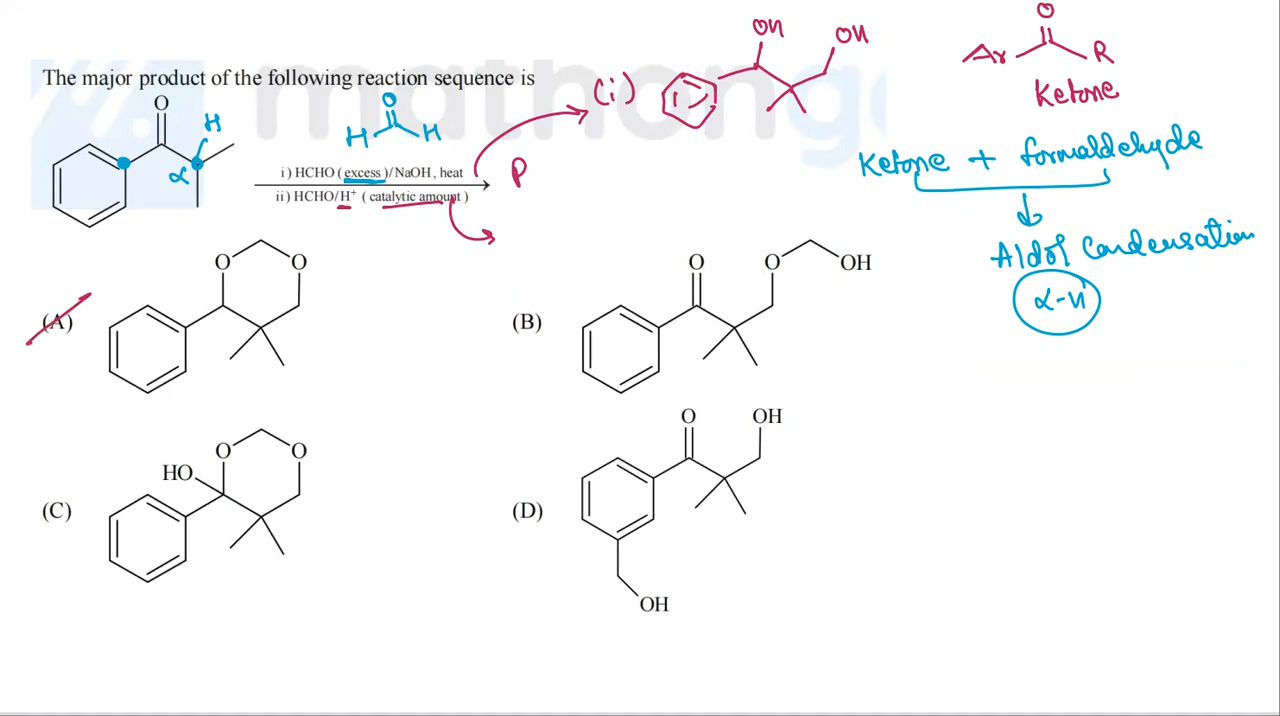 The major product of the following reaction sequence is
mathongo
O
H
α
O
H H
i) HCHO (excess)/NaOH, heat
ii) HCHO/H⁺ (catalytic amount)
P
(i)
OH
OH
O
Ar R
Ketone
Ketone + formaldehyde
Aldol condensation
α-H
(A)
O O
(B)
O
O
OH
(C)
HO
O O
(D)
O
OH
OH